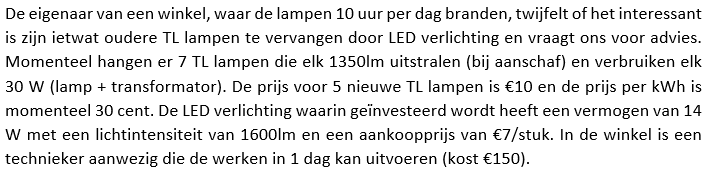 De eigenaar van een winkel, waar de lampen 10 uur per dag branden, twijfelt of het interessant
is zijn ietwat oudere TL lampen te vervangen door LED verlichting en vraagt ons voor advies.
Momenteel hangen er 7 TL lampen die elk 1350lm uitstralen (bij aanschaf) en verbruiken elk
30 W (lamp + transformator). De prijs voor 5 nieuwe TL lampen is €10 en de prijs per kWh is
momenteel 30 cent. De LED verlichting waarin geïnvesteerd wordt heeft een vermogen van 14
W met een lichtintensiteit van 1600lm en een aankoopprijs van €7/stuk. In de winkel is een
technieker aanwezig die de werken in 1 dag kan uitvoeren (kost €150).